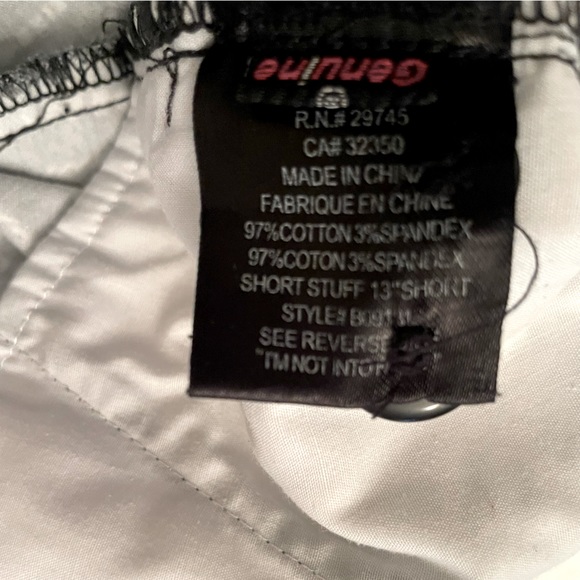 Genuine
R.N.# 29745
CA# 32350
MADE IN CHINA
FABRIQUE EN CHINE
97%COTTON 3%SPANDEX
97%COTON 3%SPANDEX
SHORT STUFF 13"SHORT
STYLE#
SEE REVERSE
"I'M NOT INTO